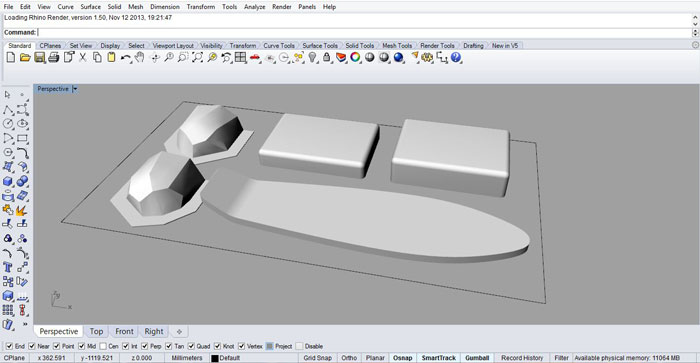 File Edit View Curve Surface Solid Mesh Dimension Transform Tools Analyze Render Panels Help
Loading Rhino Render, version 1.50, Nov 12 2013, 19:21:47
Command:
Standard CPlanes Set View Display Select Viewport Layout Visibility Transform Curve Tools Surface Tools Solid Tools Mesh Tools Render Tools Drafting New in V5
Perspective
y
x
Perspective Top Front Right
End Near Point Mid Cen Int Perp Tan Quad Knot Vertex Project Disable
CPlane x 362.591 y -1119.521 z 0.000 Millimeters Default Grid Snap Ortho Planar Osnap SmartTrack Gumball Record History Filter Available physical memory: 11064 MB